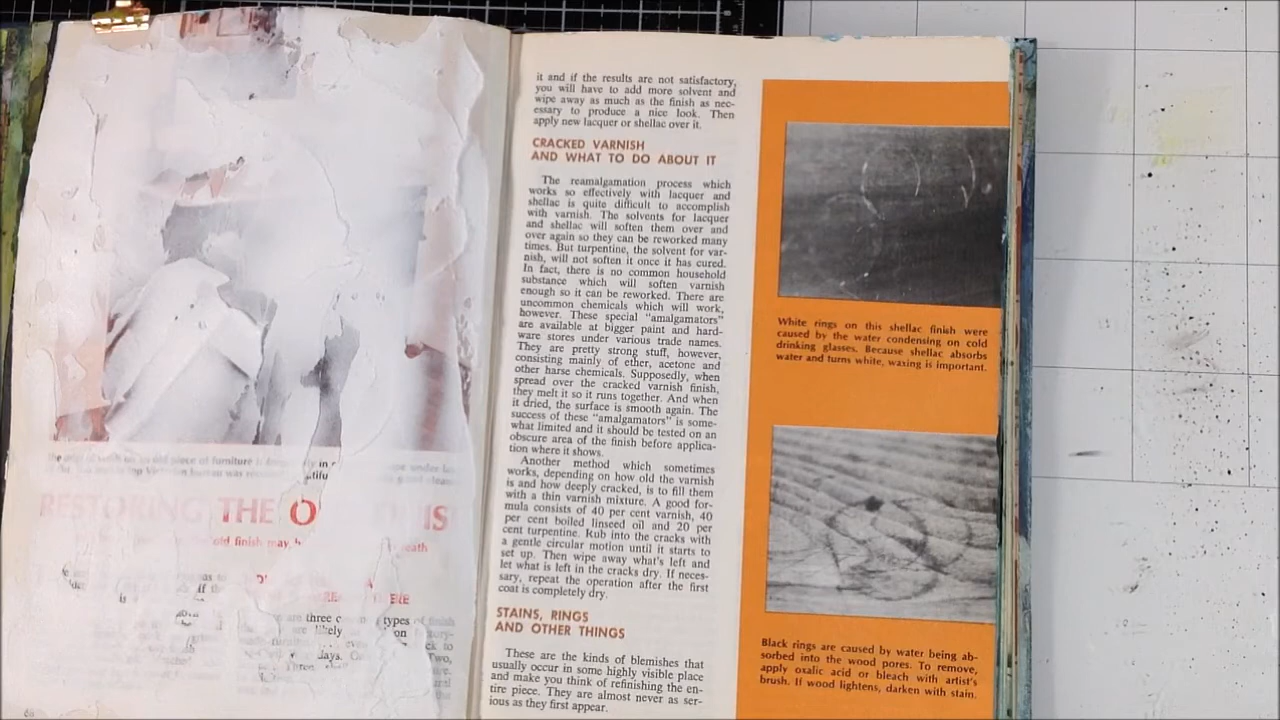 RESTORING THE O
old finish may
are three
types of finish
are likely
days.
Two,
it and if the results are not satisfactory,
you will have to add more solvent and
wipe away as much as the finish as nec-
essary to produce a nice look. Then
apply new lacquer or shellac over it.
CRACKED VARNISH
AND WHAT TO DO ABOUT IT
The reamalgamation process which
works so effectively with lacquer and
shellac is quite difficult to accomplish
with varnish. The solvents for lacquer
and shellac will soften them over and
over again so they can be reworked many
times. But turpentine, the solvent for var-
nish, will not soften it once it has cured.
In fact, there is no common household
substance which will soften varnish
enough so it can be reworked. There are
uncommon chemicals which will work,
however. These special "amalgamators"
are available at bigger paint and hard-
ware stores under various trade names.
They are pretty strong stuff, however,
consisting mainly of ether, acetone and
other harse chemicals. Supposedly, when
spread over the cracked varnish finish,
they melt it so it runs together. And when
it dried, the surface is smooth again. The
success of these "amalgamators" is some-
what limited and it should be tested on an
obscure area of the finish before applica-
tion where it shows.
Another method which sometimes
works, depending on how old the varnish
is and how deeply cracked, is to fill them
with a thin varnish mixture. A good for-
mula consists of 40 per cent varnish, 40
per cent boiled linseed oil and 20 per
cent turpentine. Rub into the cracks with
a gentle circular motion until it starts to
set up. Then wipe away what's left and
let what is left in the cracks dry. If neces-
sary, repeat the operation after the first
coat is completely dry.
STAINS, RINGS
AND OTHER THINGS
These are the kinds of blemishes that
usually occur in some highly visible place
and make you think of refinishing the en-
tire piece. They are almost never as ser-
ious as they first appear.
White rings on this shellac finish were
caused by the water condensing on cold
drinking glasses. Because shellac absorbs
water and turns white, waxing is important.
Black rings are caused by water being ab-
sorbed into the wood pores. To remove,
apply oxalic acid or bleach with artist's
brush. If wood lightens, darken with stain.